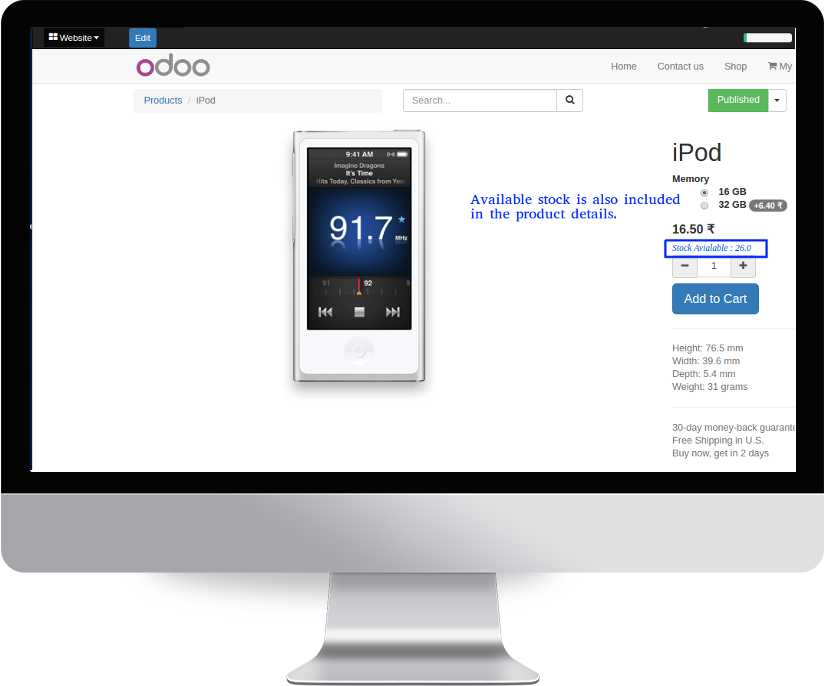 Website
Edit
odoo
Home
Contact us
Shop
My
Products / iPod
Search...
Published
9:41 AM
Imagine Dragons
It's Time
Hits Today, Classics from Yes
91.7
MHz
91
92
9
iPod
Memory
16 GB
32 GB +6.40 ₹
Available stock is also included
in the product details.
16.50 ₹
Stock Avialable : 26.0
− 1 +
Add to Cart
Height: 76.5 mm
Width: 39.6 mm
Depth: 5.4 mm
Weight: 31 grams
30-day money-back guarante
Free Shipping in U.S.
Buy now, get in 2 days